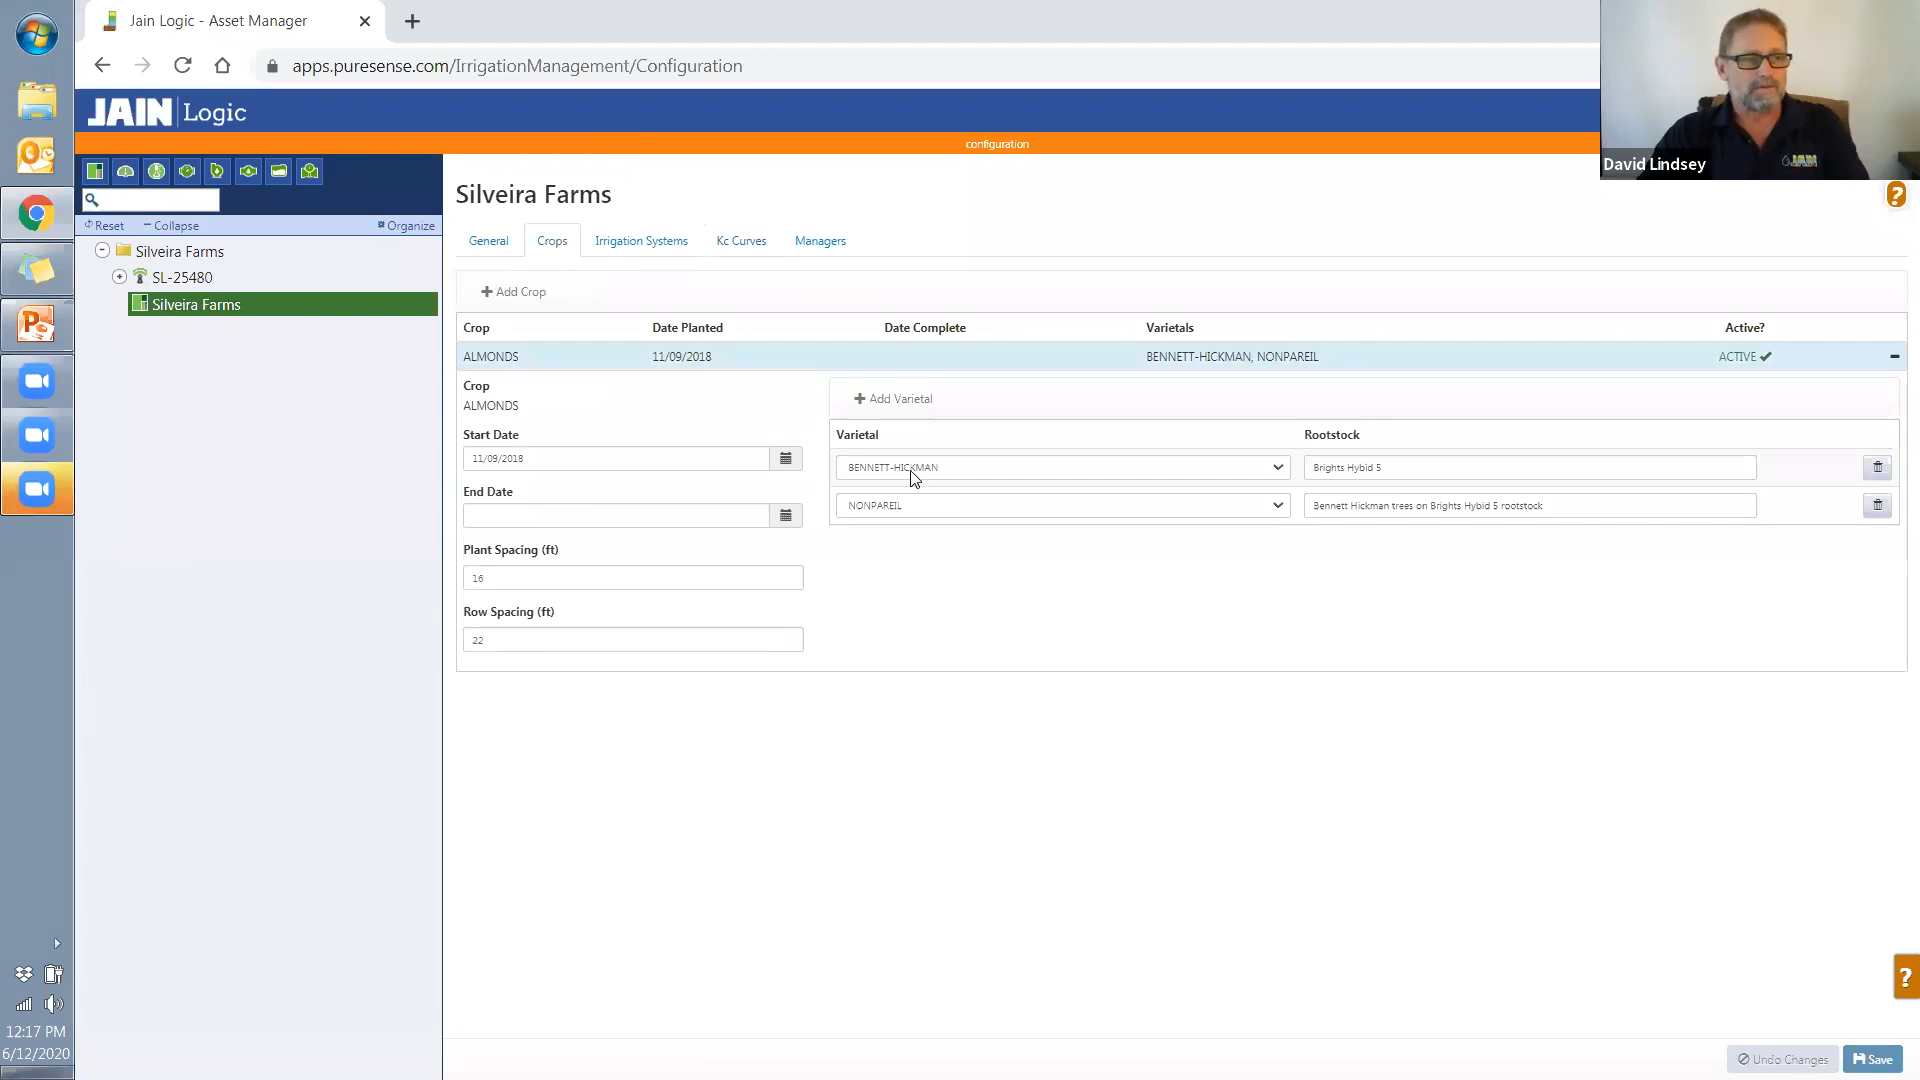 Jain Logic - Asset Manager
apps.puresense.com/IrrigationManagement/Configuration
JAIN Logic
configuration
JAIN
David Lindsey
Reset Collapse Organize
Silveira Farms
SL-25480
Silveira Farms
Silveira Farms
General Crops Irrigation Systems Kc Curves Managers
Add Crop
Crop Date Planted Date Complete Varietals Active?
ALMONDS 11/09/2018 BENNETT-HICKMAN, NONPAREIL ACTIVE
Crop
ALMONDS
Start Date
11/09/2018
End Date
Plant Spacing (ft)
16
Row Spacing (ft)
22
Add Varietal
Varietal Rootstock
BENNETT-HICKMAN Brights Hybid 5
NONPAREIL Bennett Hickman trees on Brights Hybid 5 rootstock
Undo Changes Save
12:17 PM
6/12/2020